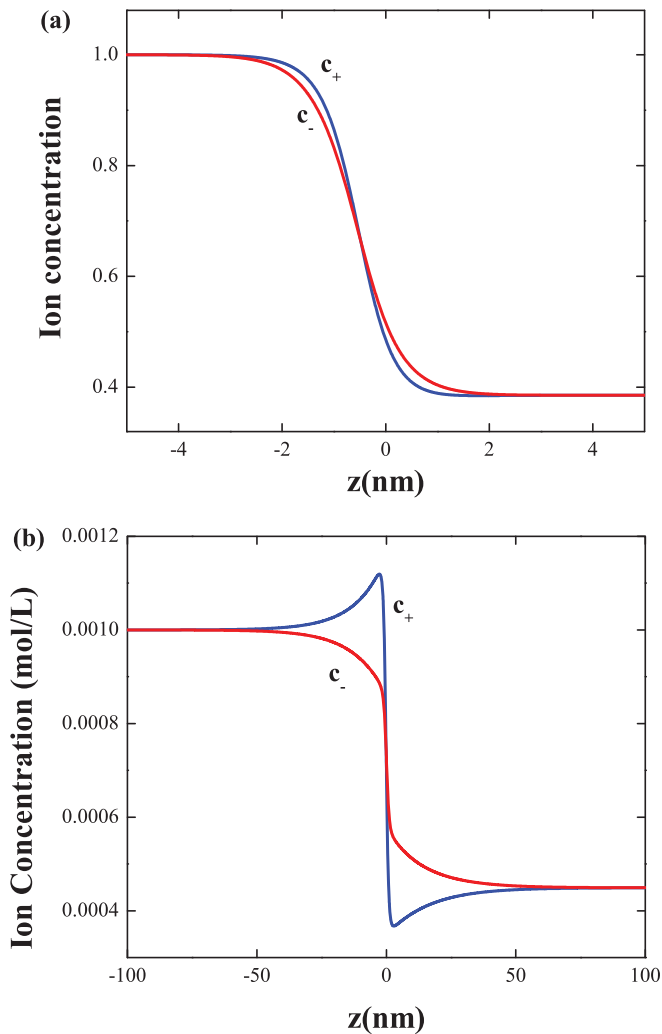 (a)
1.0
0.8
0.6
0.4
Ion concentration
c₊
c₋
-4 -2 0 2 4
z(nm)
(b)
0.0012
0.0010
0.0008
0.0006
0.0004
Ion Concentration (mol/L)
c₊
c₋
-100 -50 0 50 100
z(nm)